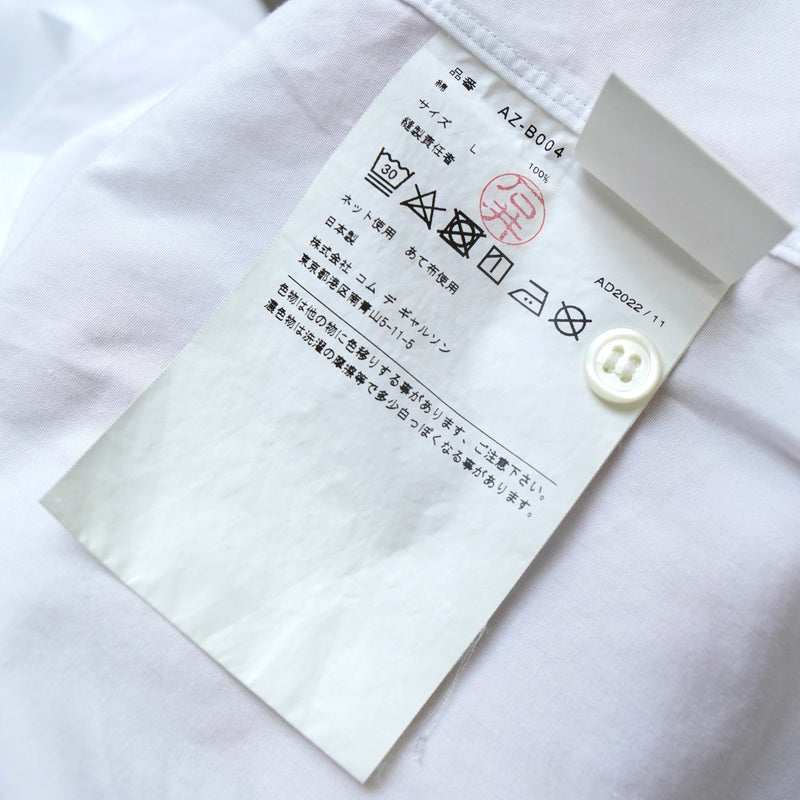 品番 AZ-B004
綿 100%
サイズ L
縫製責任者 石井
30
ネット使用 あて布使用
日本製
株式会社 コム デ ギャルソン
東京都港区南青山5-11-5
AD2022/11
色物は他の物に色移りする事があります、ご注意下さい。
濃色物は洗濯の摩擦等で多少白っぽくなる事があります。